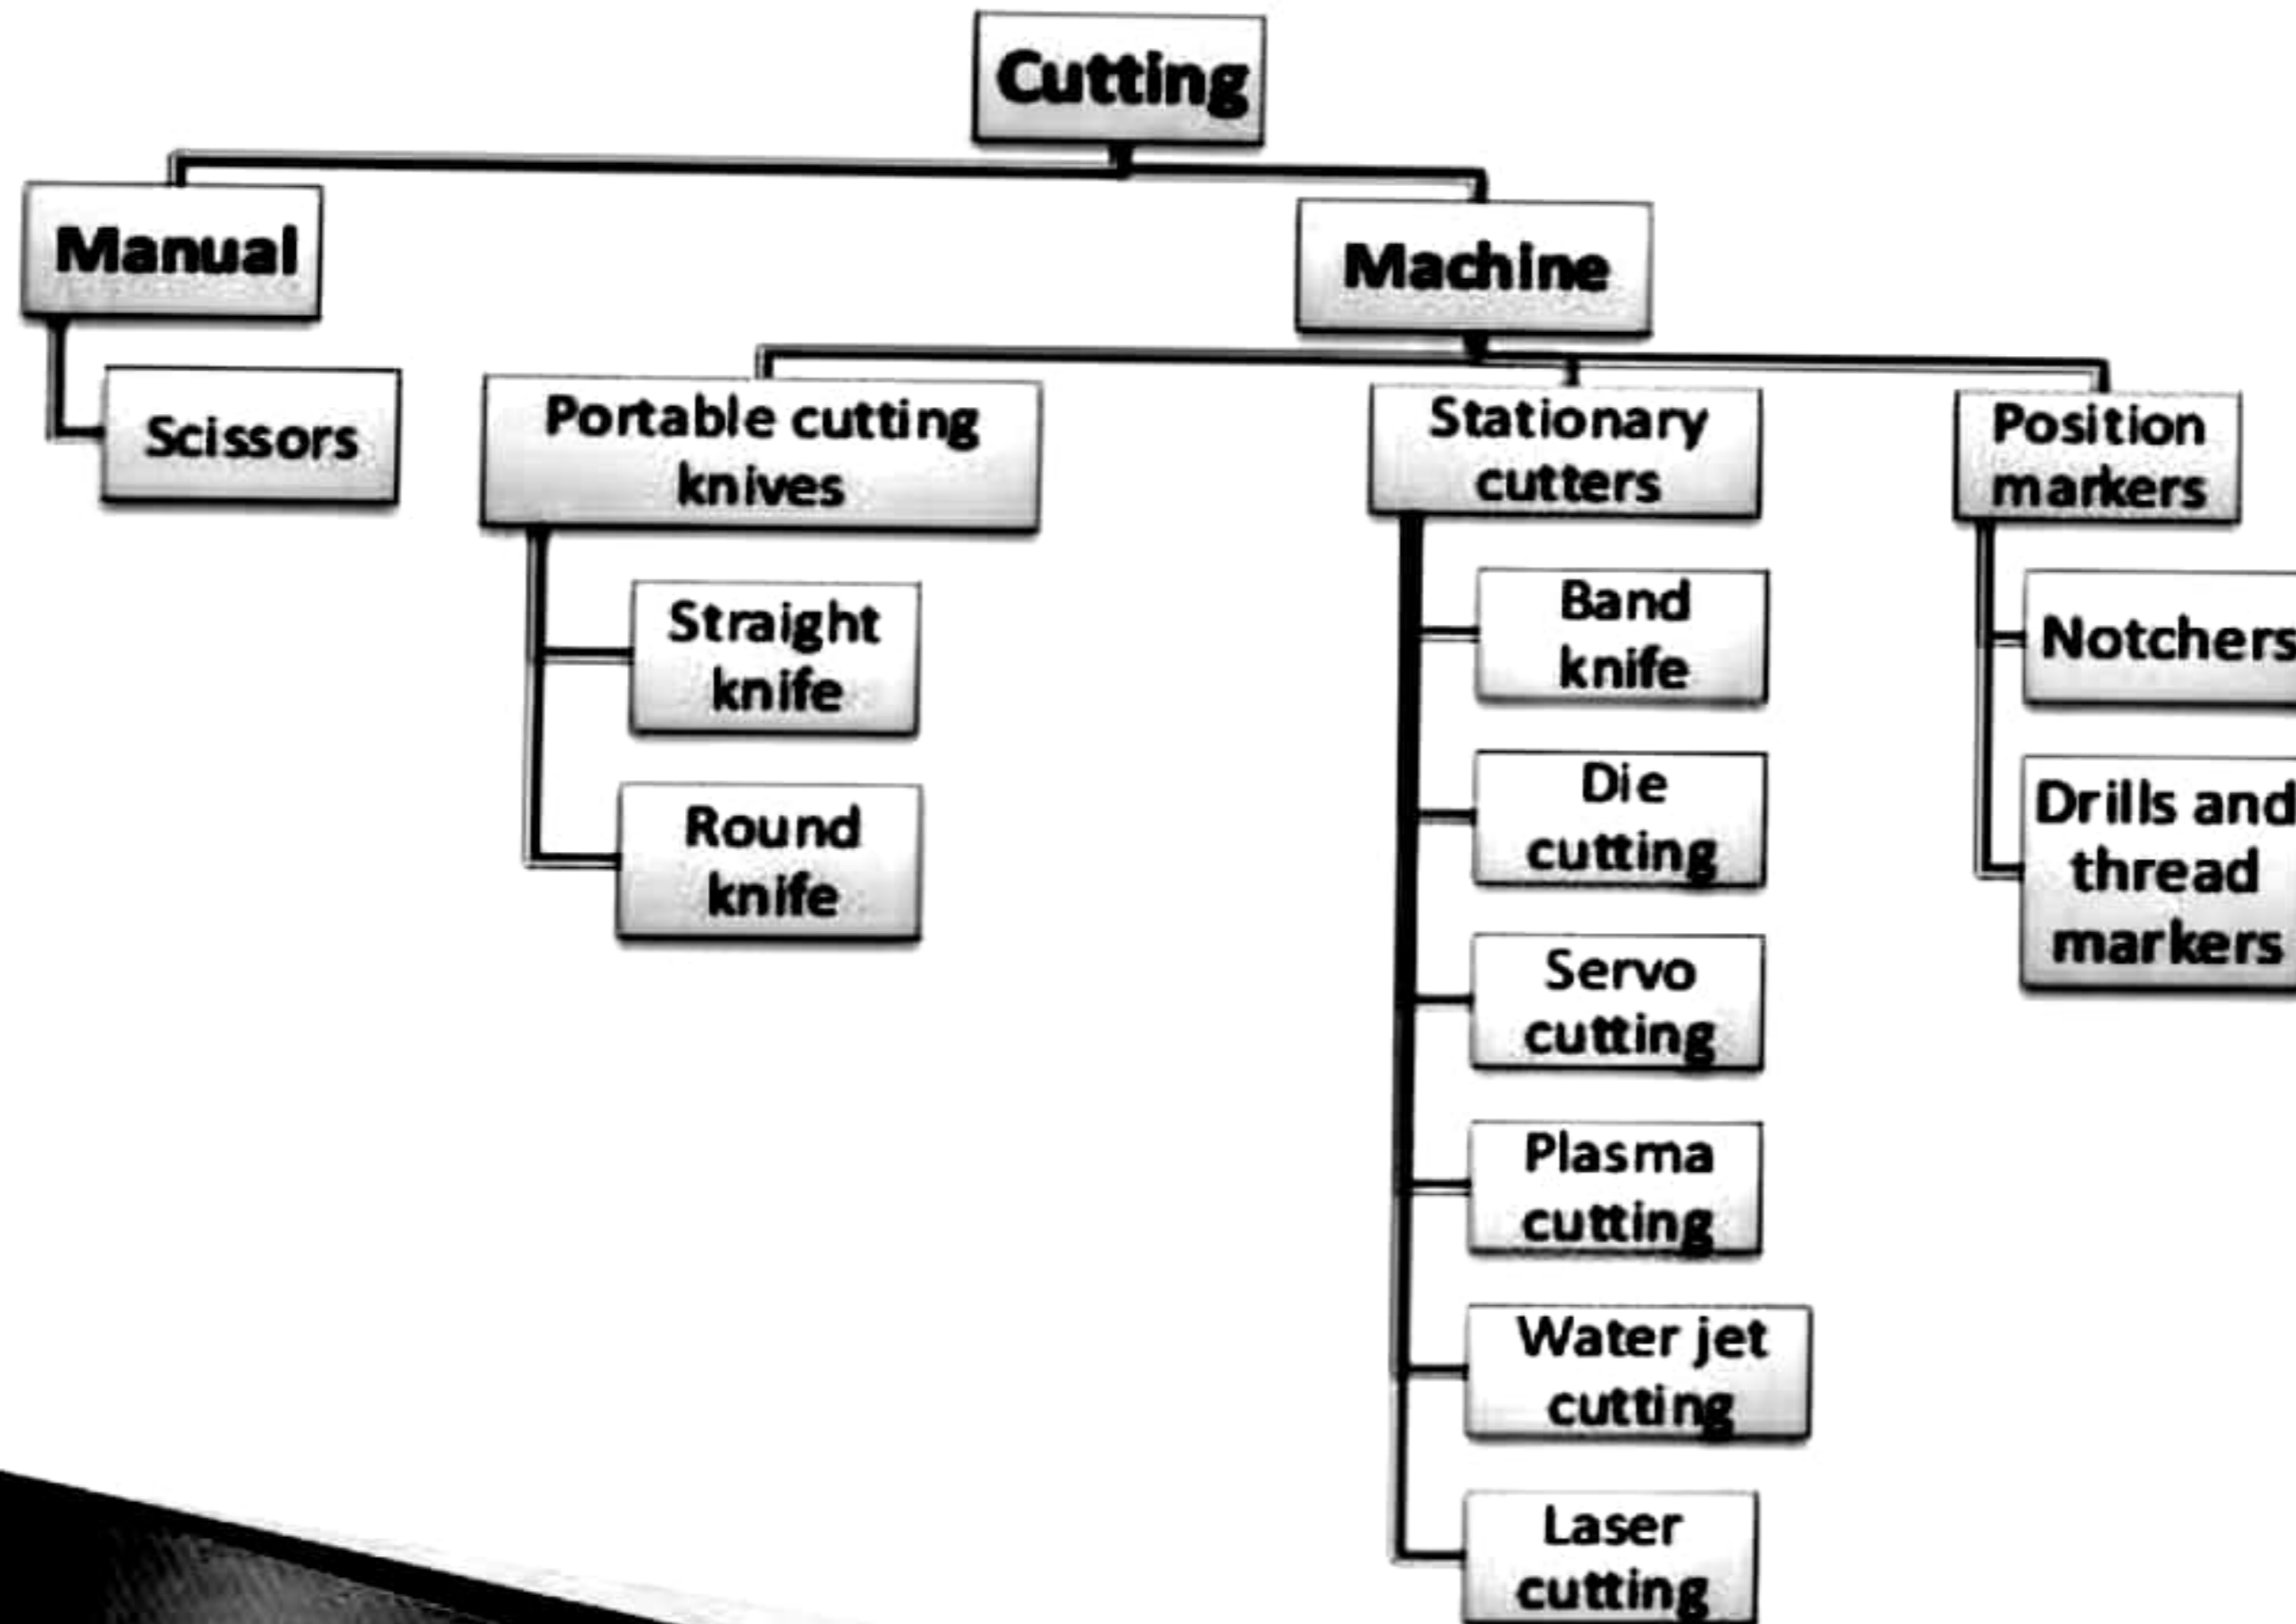 Cutting
Manual
Machine
Scissors
Portable cutting
knives
Stationary
cutters
Position
markers
Straight
knife
Round
knife
Band
knife
Die
cutting
Servo
cutting
Plasma
cutting
Water jet
cutting
Laser
cutting
Notchers
Drills and
thread
markers